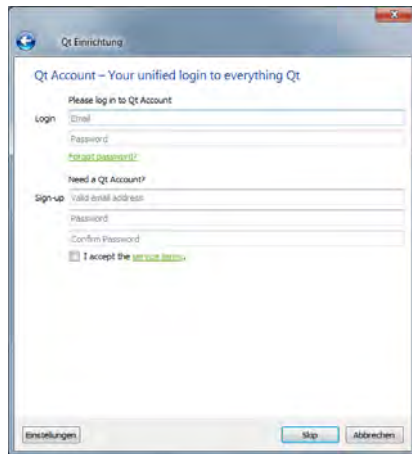 Qt Einrichtung
Qt Account – Your unified login to everything Qt
Please log in to Qt Account
Login Email
Password
Forgot password?
Need a Qt Account?
Sign-up Valid email address
Password
Confirm Password
I accept the service terms.
Einstellungen Skip Abbrechen